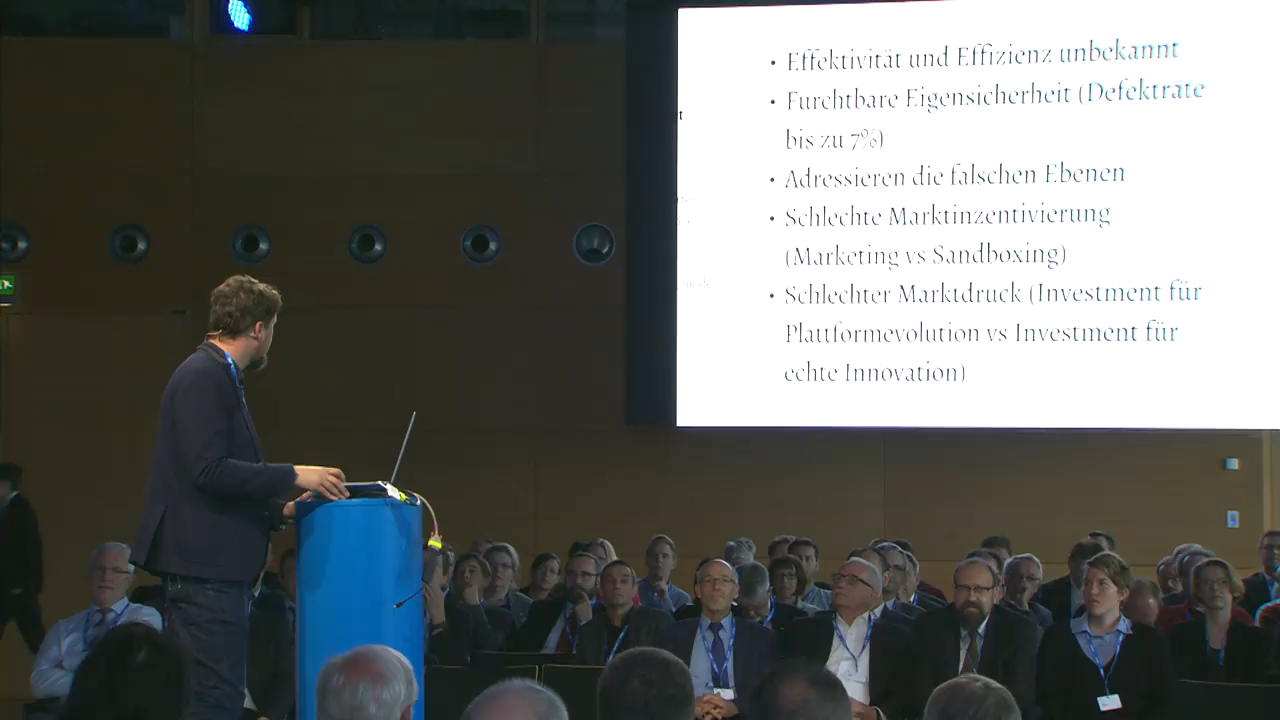 • Effektivität und Effizienz unbekannt
• Furchtbare Eigensicherheit (Defektrate
bis zu 7%)
• Adressieren die falschen Ebenen
• Schlechte Marktinzentivierung
(Marketing vs Sandboxing)
• Schlechter Marktdruck (Investment für
Plattformevolution vs Investment für
echte Innovation)